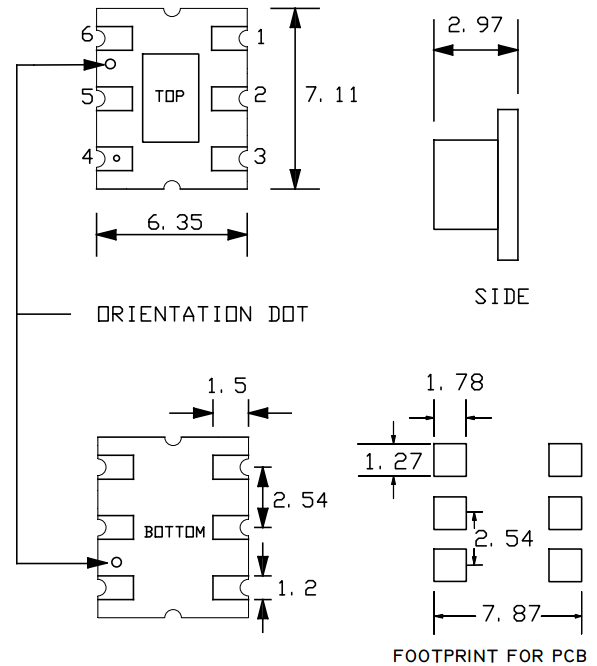 6 1
5 TOP 2
4 3
7. 11
2. 97
6. 35
SIDE
ORIENTATION DOT
1. 5
1. 78
1. 27
2. 54
BOTTOM
2. 54
1. 2
7. 87
FOOTPRINT FOR PCB